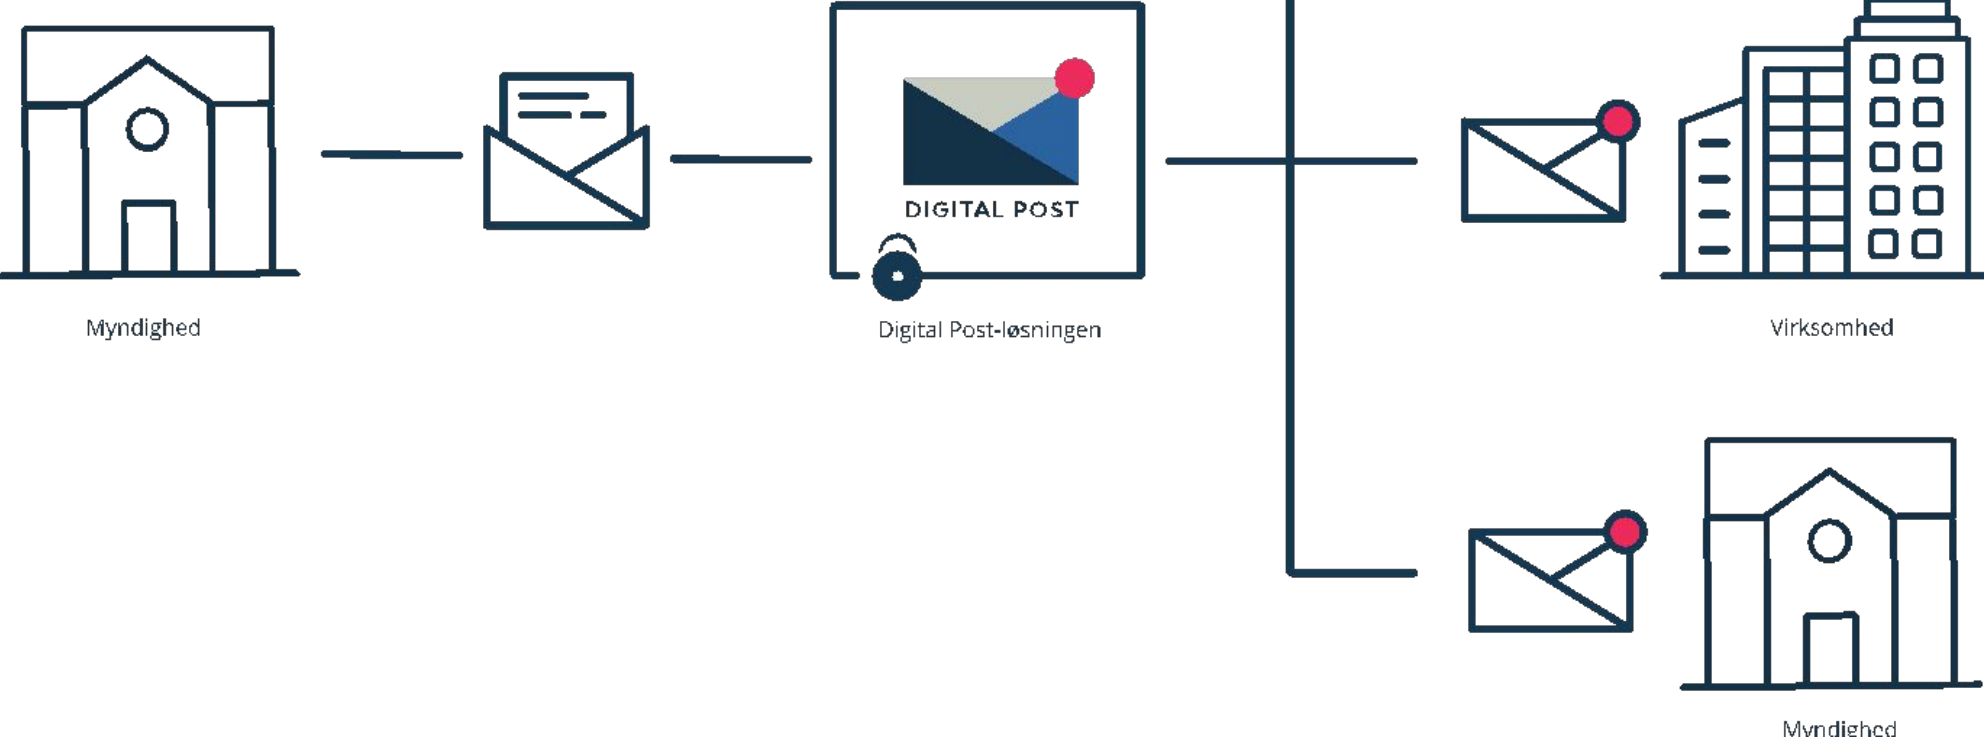 DIGITAL POST
Myndighed
Digital Post-løsningen
Virksomhed
Myndighed